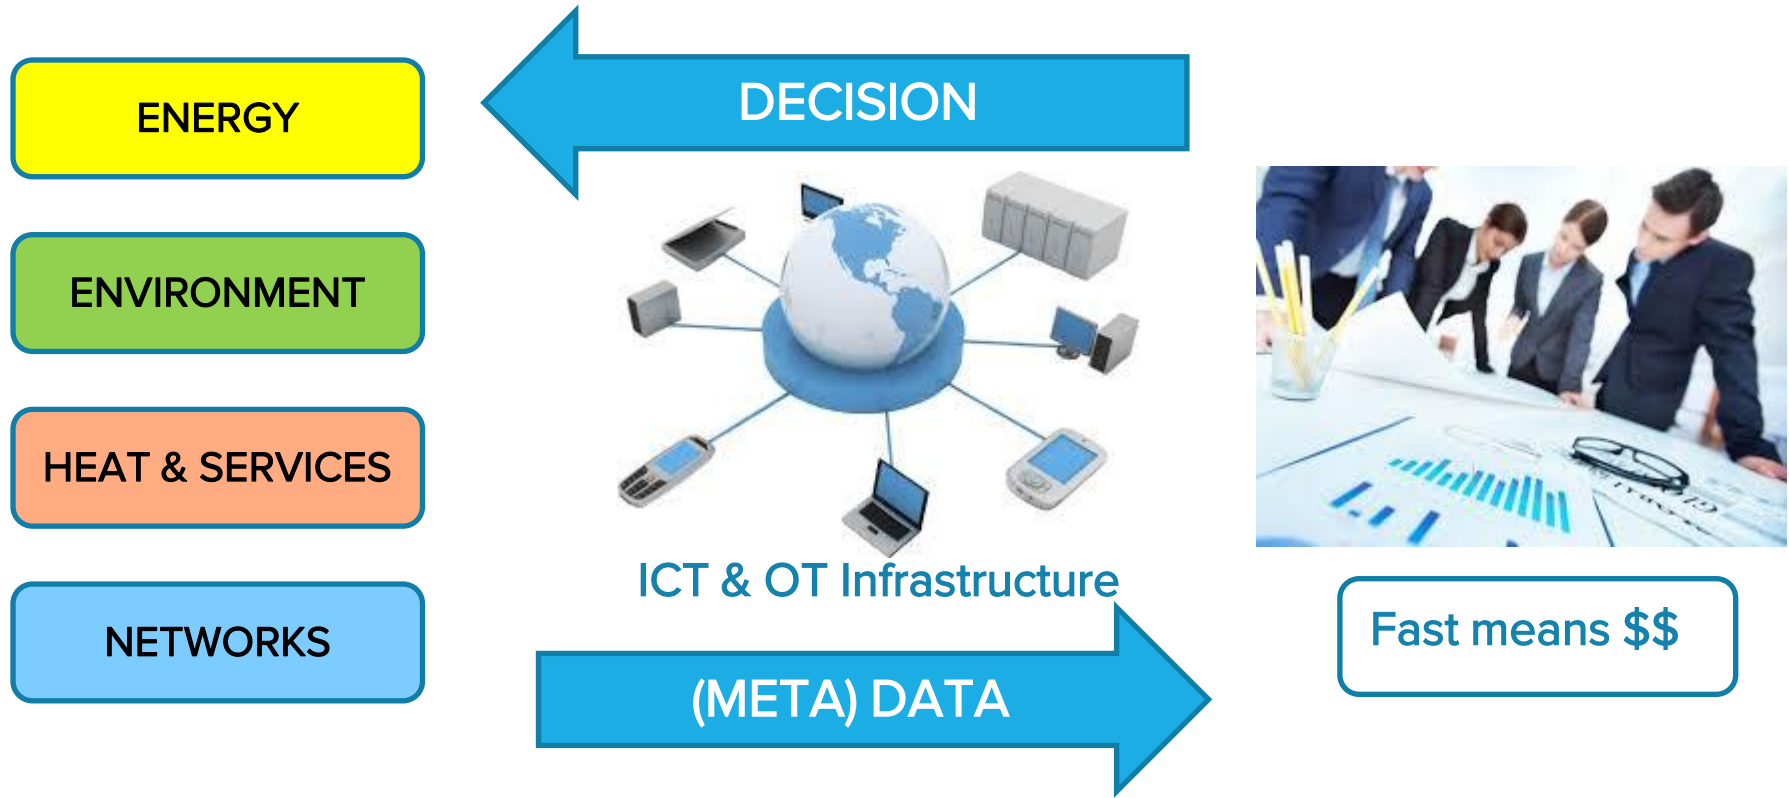 ENERGY
ENVIRONMENT
HEAT & SERVICES
NETWORKS
DECISION
ICT & OT Infrastructure
(META) DATA
Fast means $$